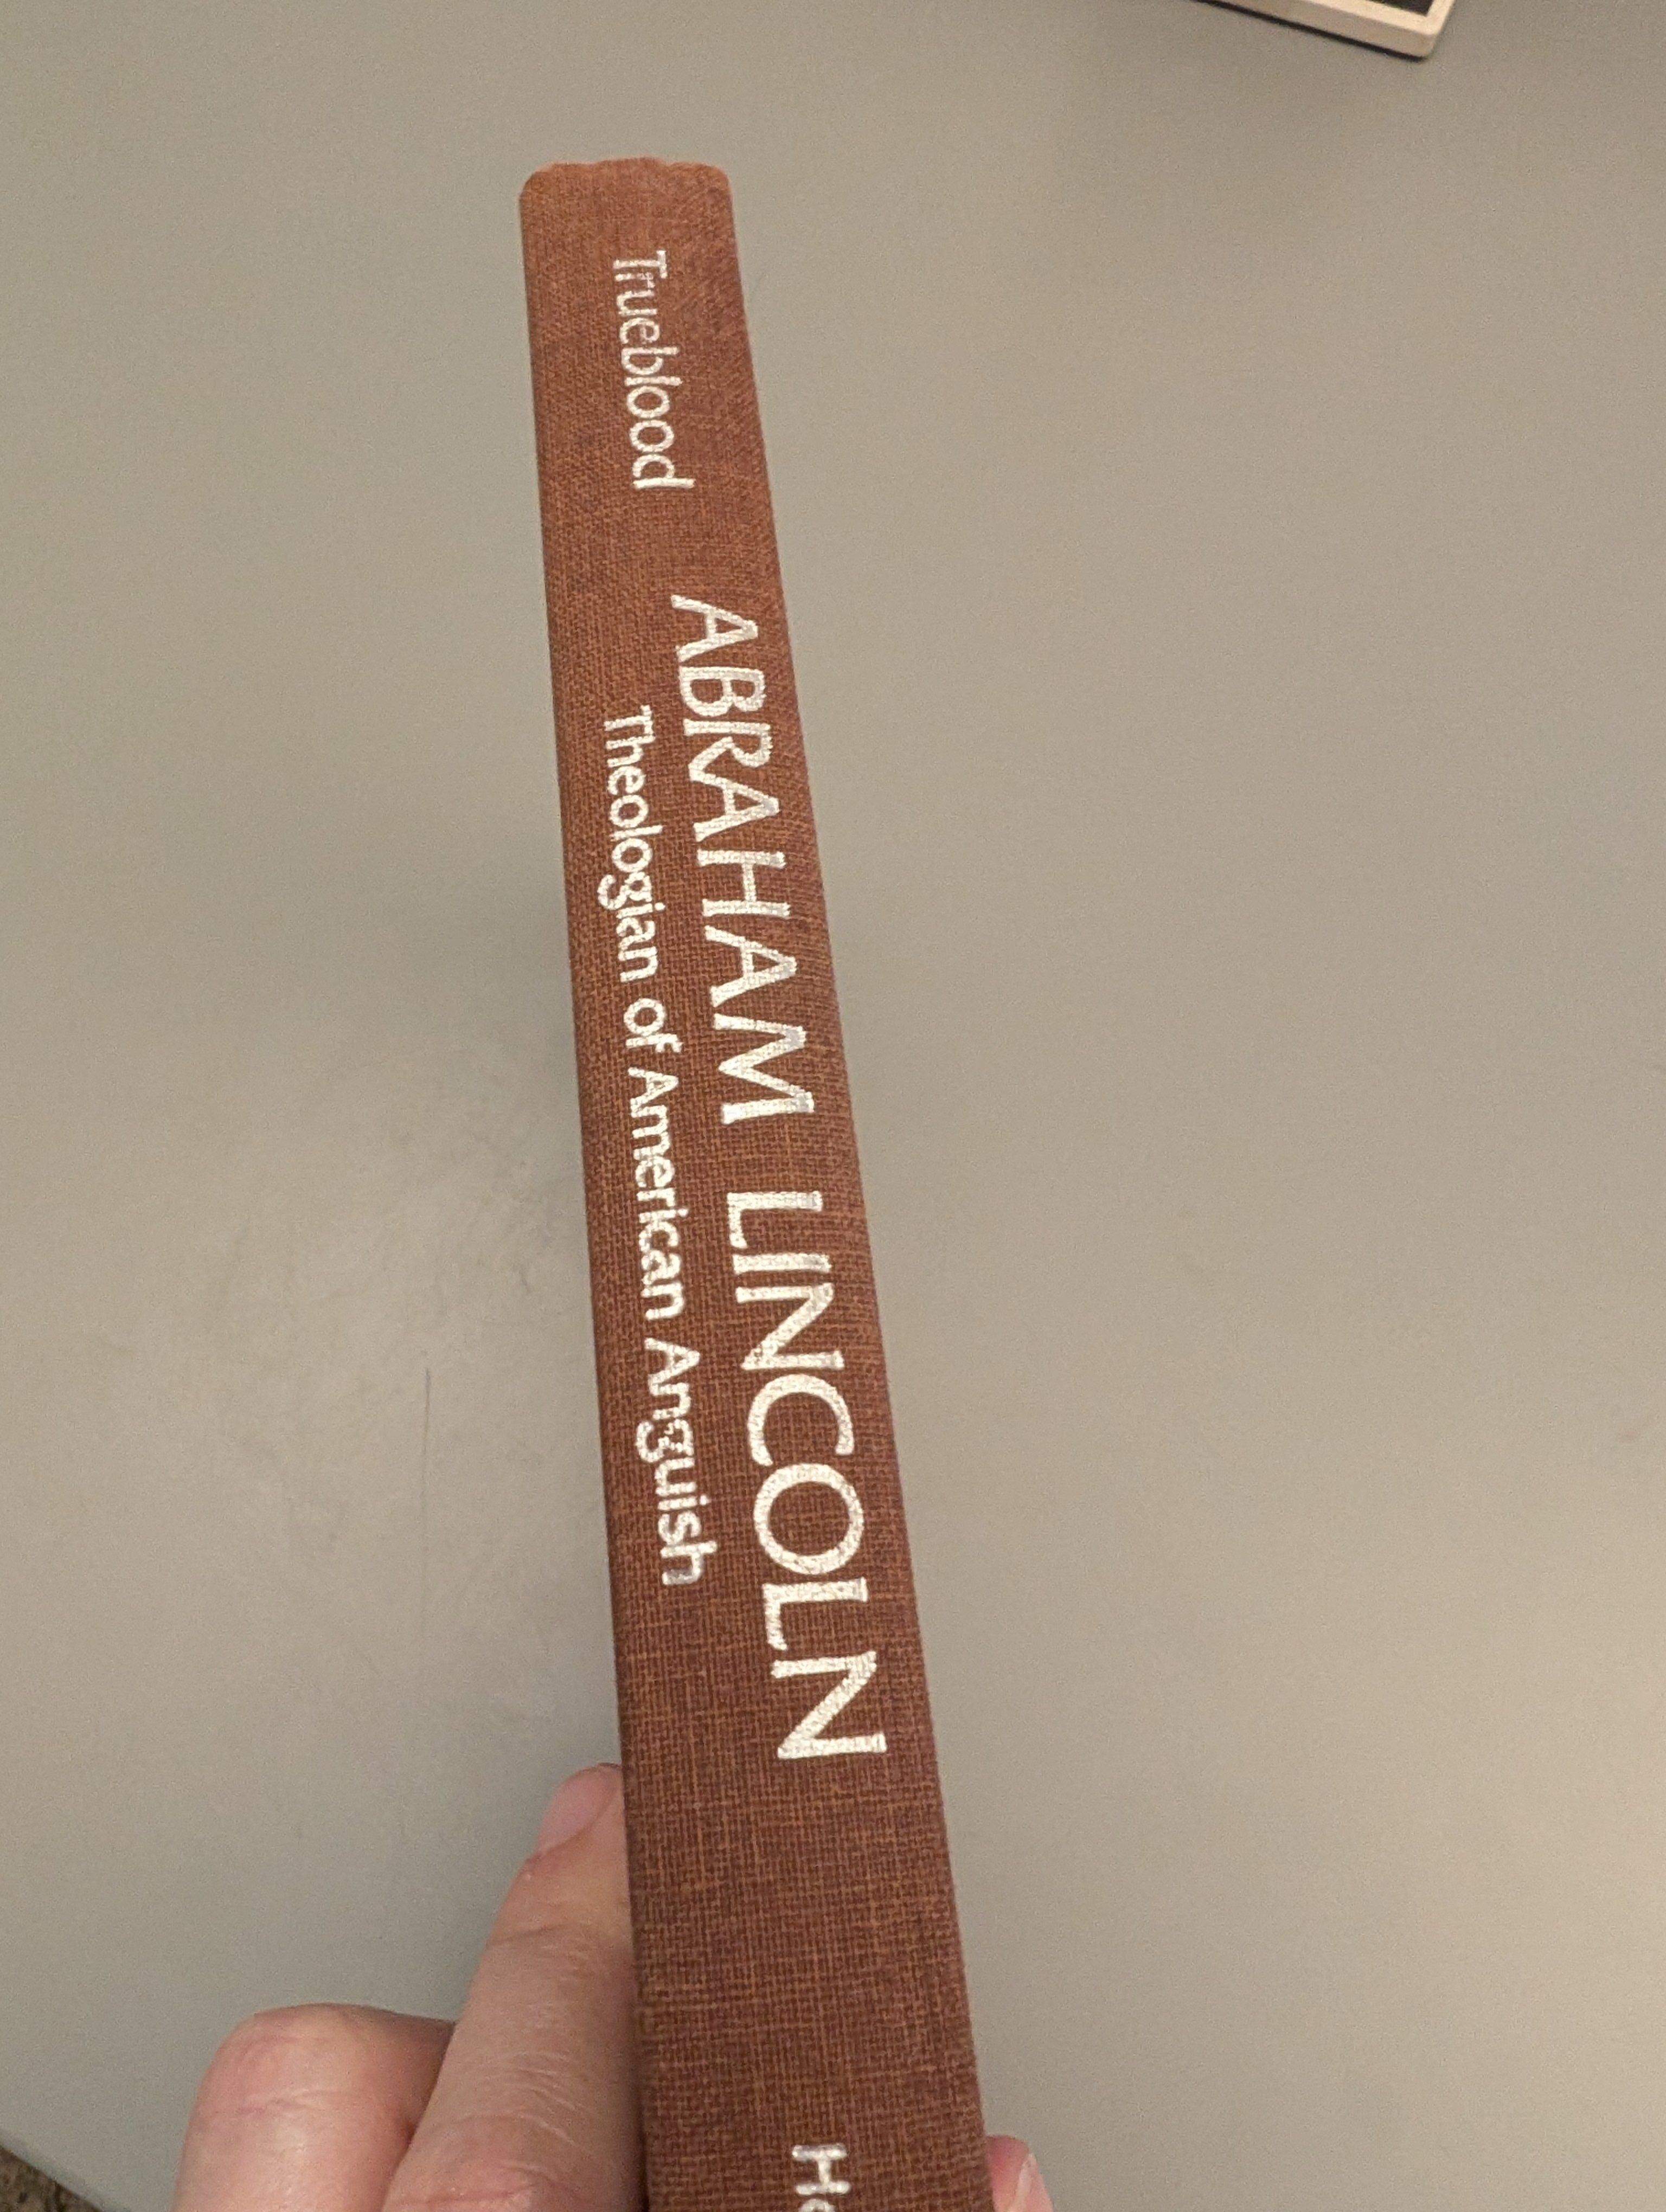 Trueblood
ABRAHAM LINCOLN
Theologian of American Anguish